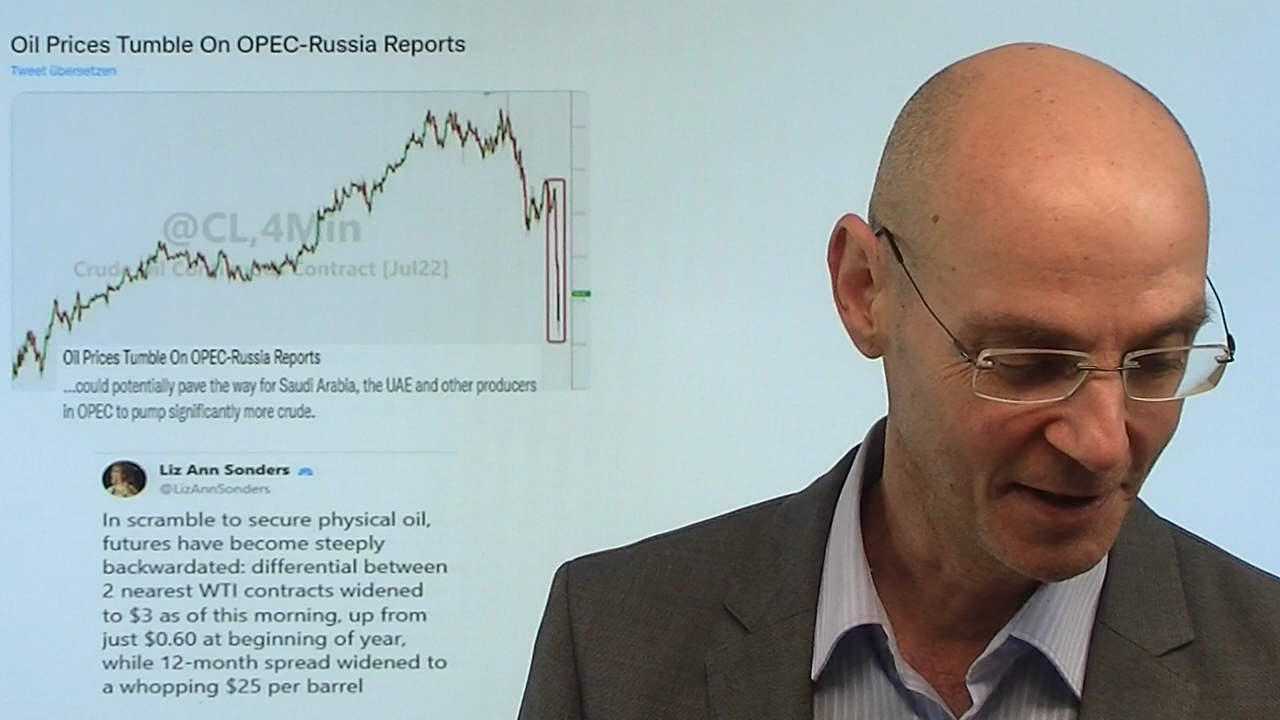 Oil Prices Tumble On OPEC-Russia Reports
Tweet übersetzen
@CL,4Min
Crude Oil Contract [Jul22]
Oil Prices Tumble On OPEC-Russia Reports
...could potentially pave the way for Saudi Arabia, the UAE and other producers
in OPEC to pump significantly more crude.
Liz Ann Sonders
@LizAnnSonders
In scramble to secure physical oil,
futures have become steeply
backwardated: differential between
2 nearest WTI contracts widened
to $3 as of this morning, up from
just $0.60 at beginning of year,
while 12-month spread widened to
a whopping $25 per barrel